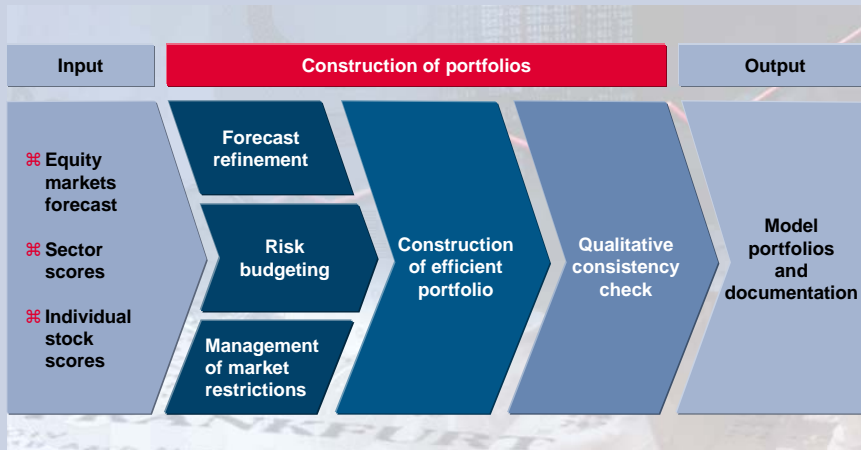 Input
Construction of portfolios
Output
⌘ Equity
markets
forecast
⌘ Sector
scores
⌘ Individual
stock
scores
Forecast
refinement
Risk
budgeting
Management
of market
restrictions
Construction
of efficient
portfolio
Qualitative
consistency
check
Model
portfolios
and
documentation
FRANKFURT